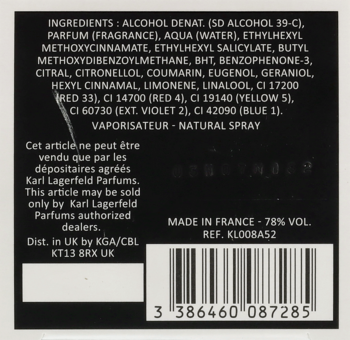 INGREDIENTS : ALCOHOL DENAT. (SD ALCOHOL 39-C),
PARFUM (FRAGRANCE), AQUA (WATER), ETHYLHEXYL
METHOXYCINNAMATE, ETHYLHEXYL SALICYLATE, BUTYL
METHOXYDIBENZOYLMETHANE, BHT, BENZOPHENONE-3,
CITRAL, CITRONELLOL, COUMARIN, EUGENOL, GERANIOL,
HEXYL CINNAMAL, LIMONENE, LINALOOL, CI 17200
(RED 33), CI 14700 (RED 4), CI 19140 (YELLOW 5),
CI 60730 (EXT. VIOLET 2), CI 42090 (BLUE 1).
VAPORISATEUR - NATURAL SPRAY
Cet article ne peut être
vendu que par les
dépositaires agréés
Karl Lagerfeld Parfums.
This article may be sold
only by Karl Lagerfeld
Parfums authorized
dealers.
Dist. in UK by KGA/CBL
KT13 8RX UK
MADE IN FRANCE - 78% VOL.
REF. KL008A52
3 386460 087285